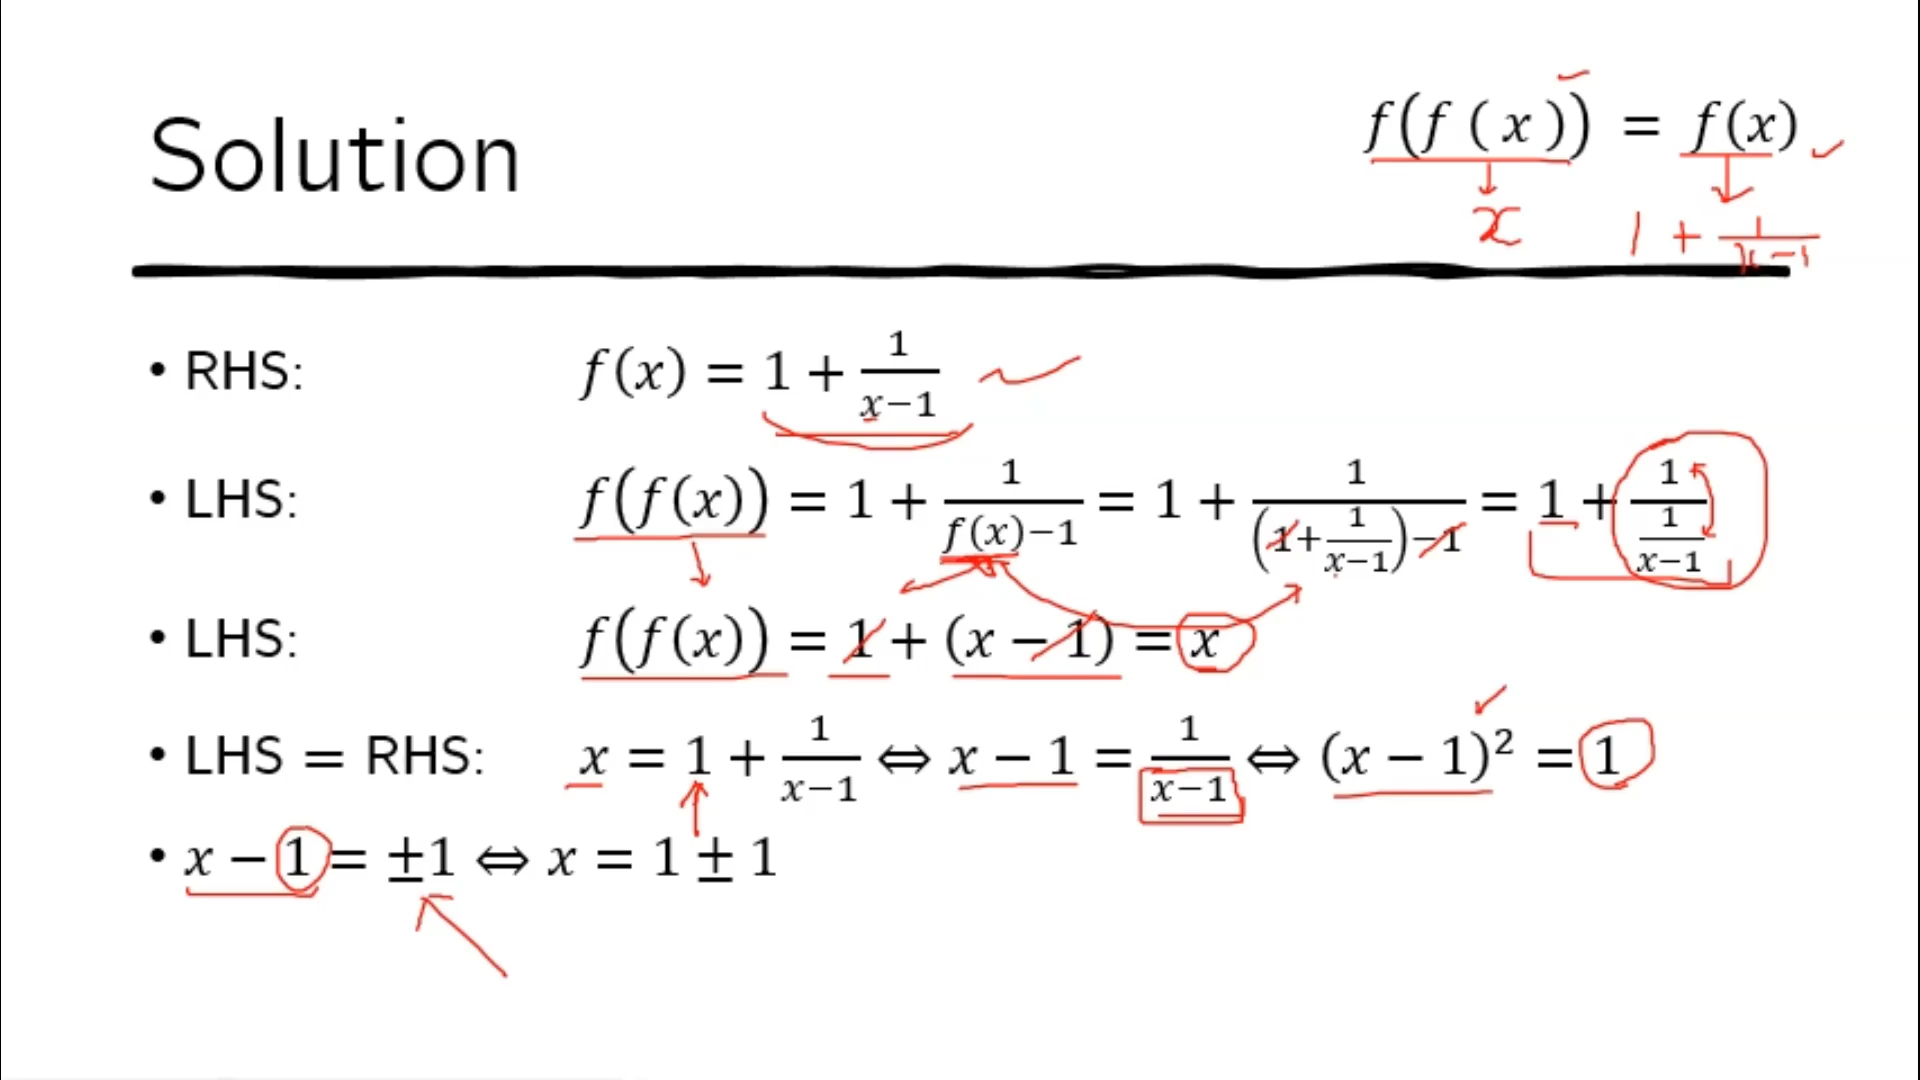 Solution
f(f(x)) = f(x)
x 1 + 1/(x−1)
• RHS: f(x) = 1 + 1/(x−1)
• LHS: f(f(x)) = 1 + 1/(f(x)−1) = 1 + 1/((1+1/(x−1))−1) = 1 + 1/(1/(x−1))
• LHS: f(f(x)) = 1 + (x − 1) = x
• LHS = RHS: x = 1 + 1/(x−1) ⇔ x − 1 = 1/(x−1) ⇔ (x − 1)² = 1
• x − 1 = ±1 ⇔ x = 1 ± 1